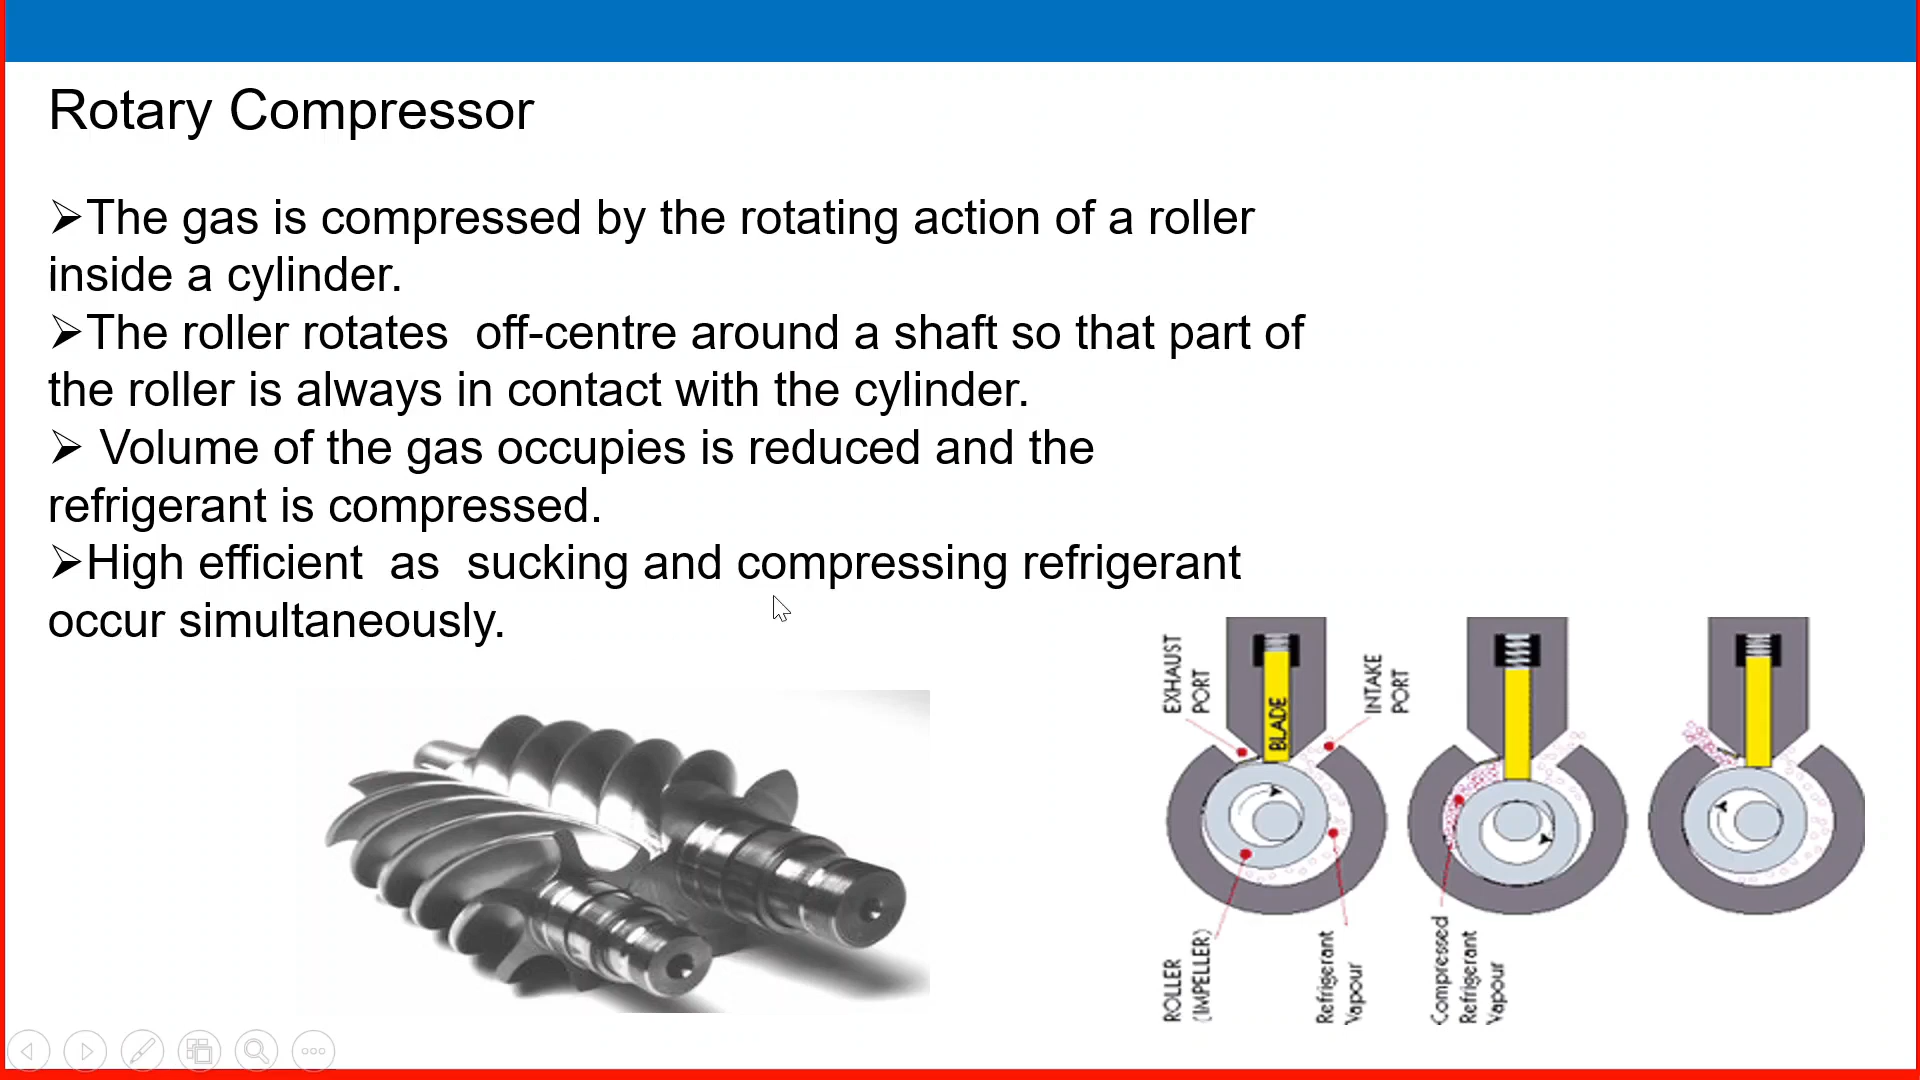 Rotary Compressor
➢The gas is compressed by the rotating action of a roller
inside a cylinder.
➢The roller rotates  off-centre around a shaft so that part of
the roller is always in contact with the cylinder.
➢ Volume of the gas occupies is reduced and the
refrigerant is compressed.
➢High efficient  as  sucking and compressing refrigerant
occur simultaneously.
EXHAUST
PORT
BLADE
INTAKE
PORT
ROLLER
(IMPELLER)
Refrigerant
Vapour
Compressed
Refrigerant
Vapour